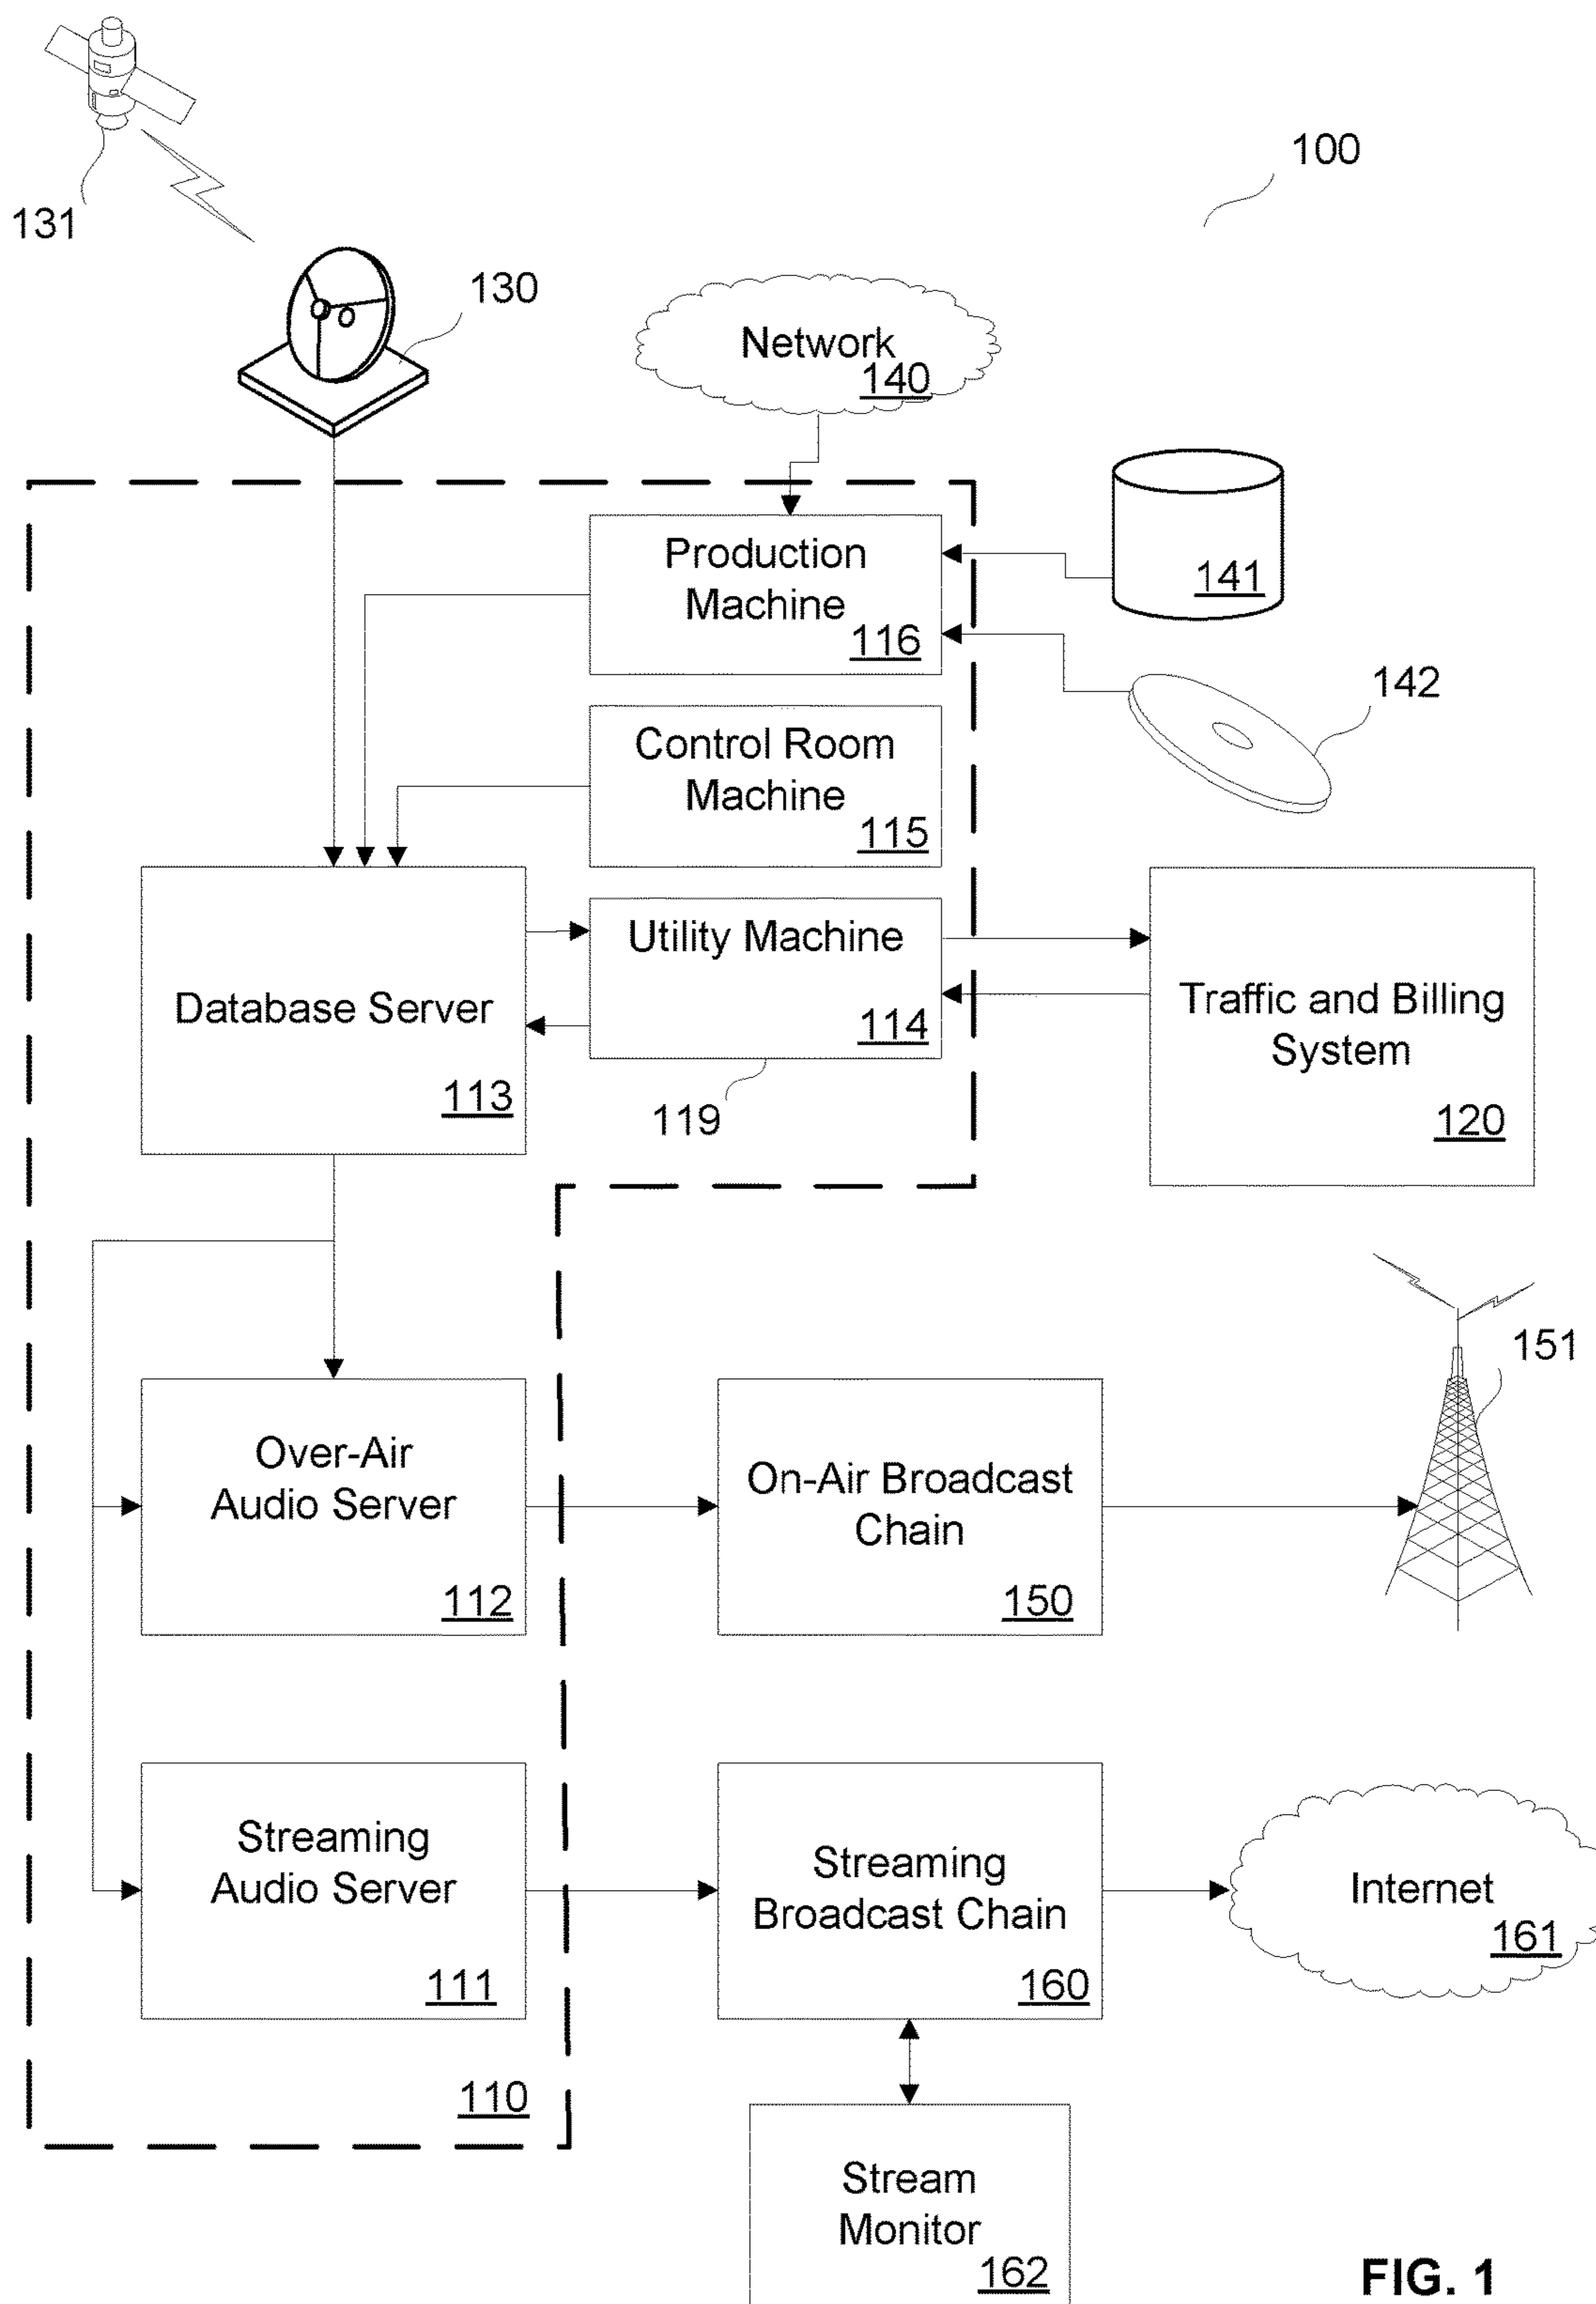 100
131
130
Network
140
Production
Machine
116
141
142
Control Room
Machine
115
Utility Machine
114
119
Database Server
113
Traffic and Billing
System
120
151
Over-Air
Audio Server
112
On-Air Broadcast
Chain
150
Streaming
Audio Server
111
Streaming
Broadcast Chain
160
Internet
161
110
Stream
Monitor
162
FIG. 1